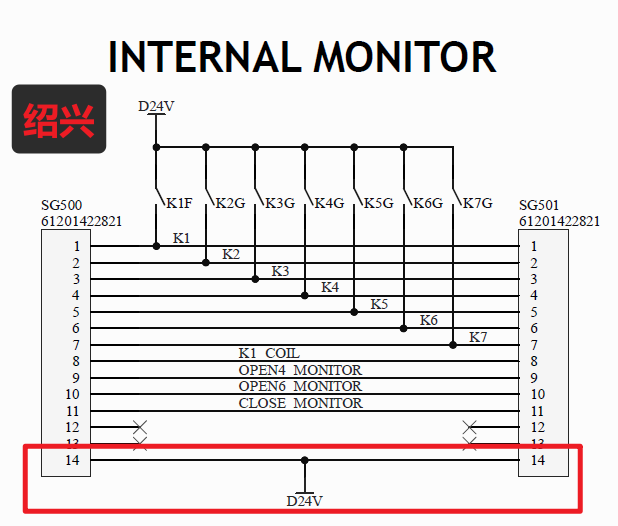 INTERNAL MONITOR
绍兴
D24V
K1F K2G K3G K4G K5G K6G K7G
SG500 SG501
61201422821 61201422821
1 K1 1
2 K2 2
3 K3 3
4 K4 4
5 K5 5
6 K6 6
7 K7 7
8 K1 COIL 8
9 OPEN4 MONITOR 9
10 OPEN6 MONITOR 10
11 CLOSE MONITOR 11
12 12
13 13
14 14
D24V